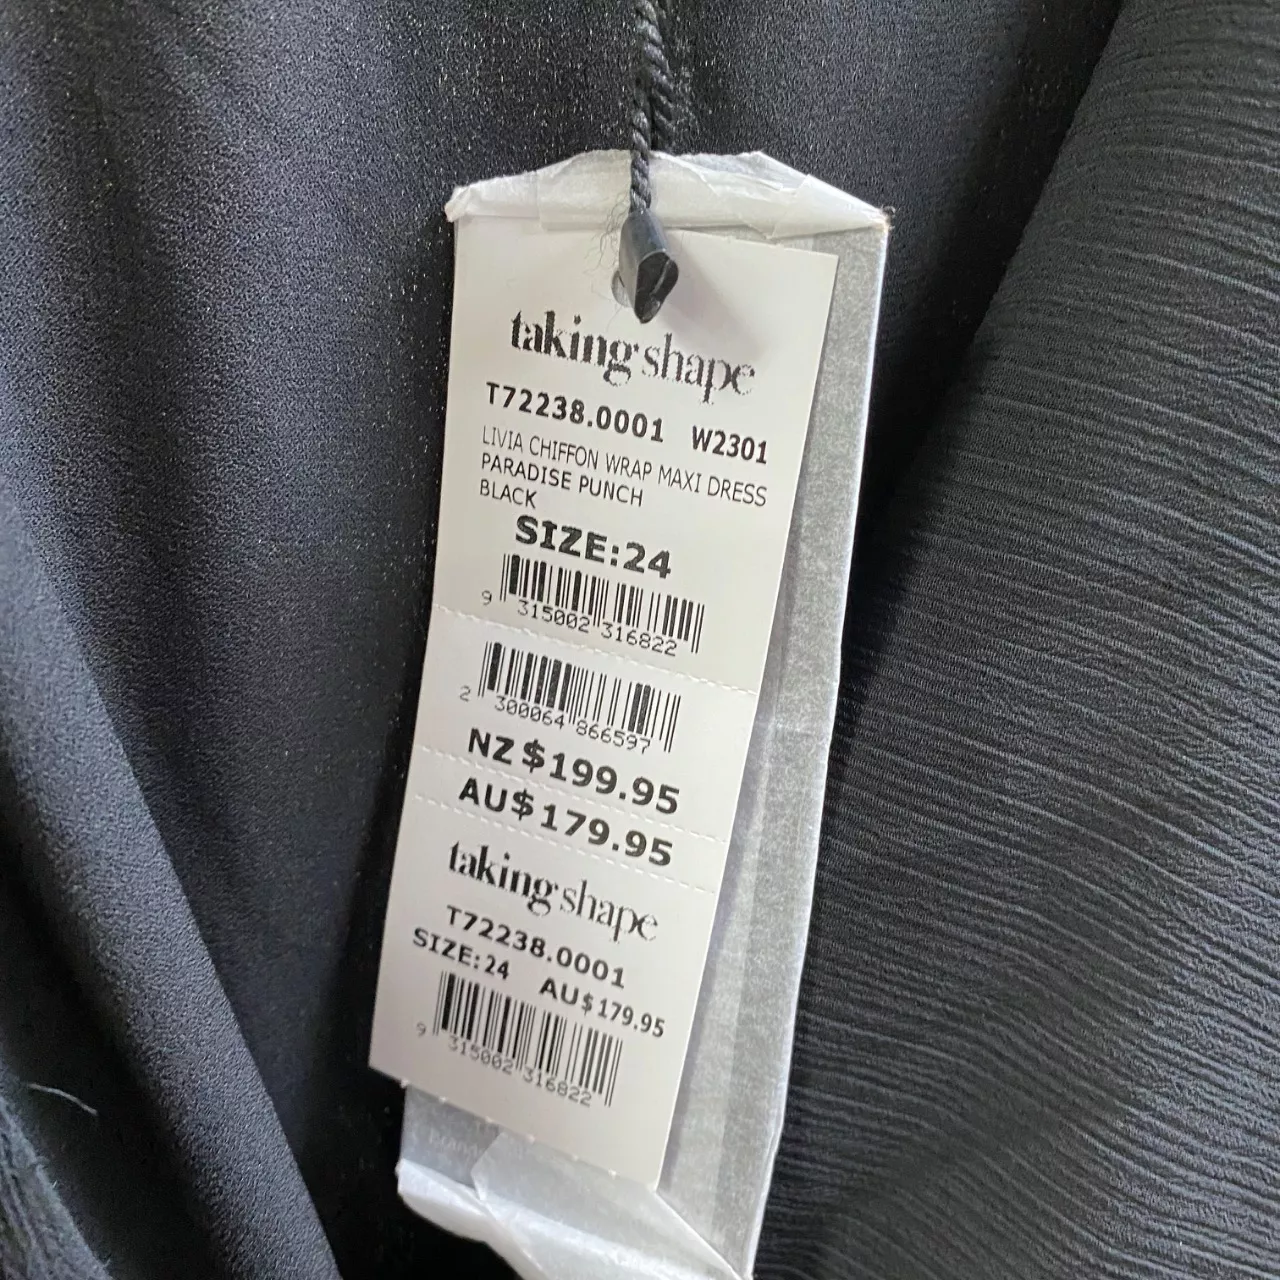 taking shape
T72238.0001 W2301
LIVIA CHIFFON WRAP MAXI DRESS
PARADISE PUNCH
BLACK
SIZE:24
9 315002 316822
2 300064 866597
NZ $199.95
AU$179.95
taking shape
T72238.0001
SIZE:24 AU$179.95
9 315002 316822